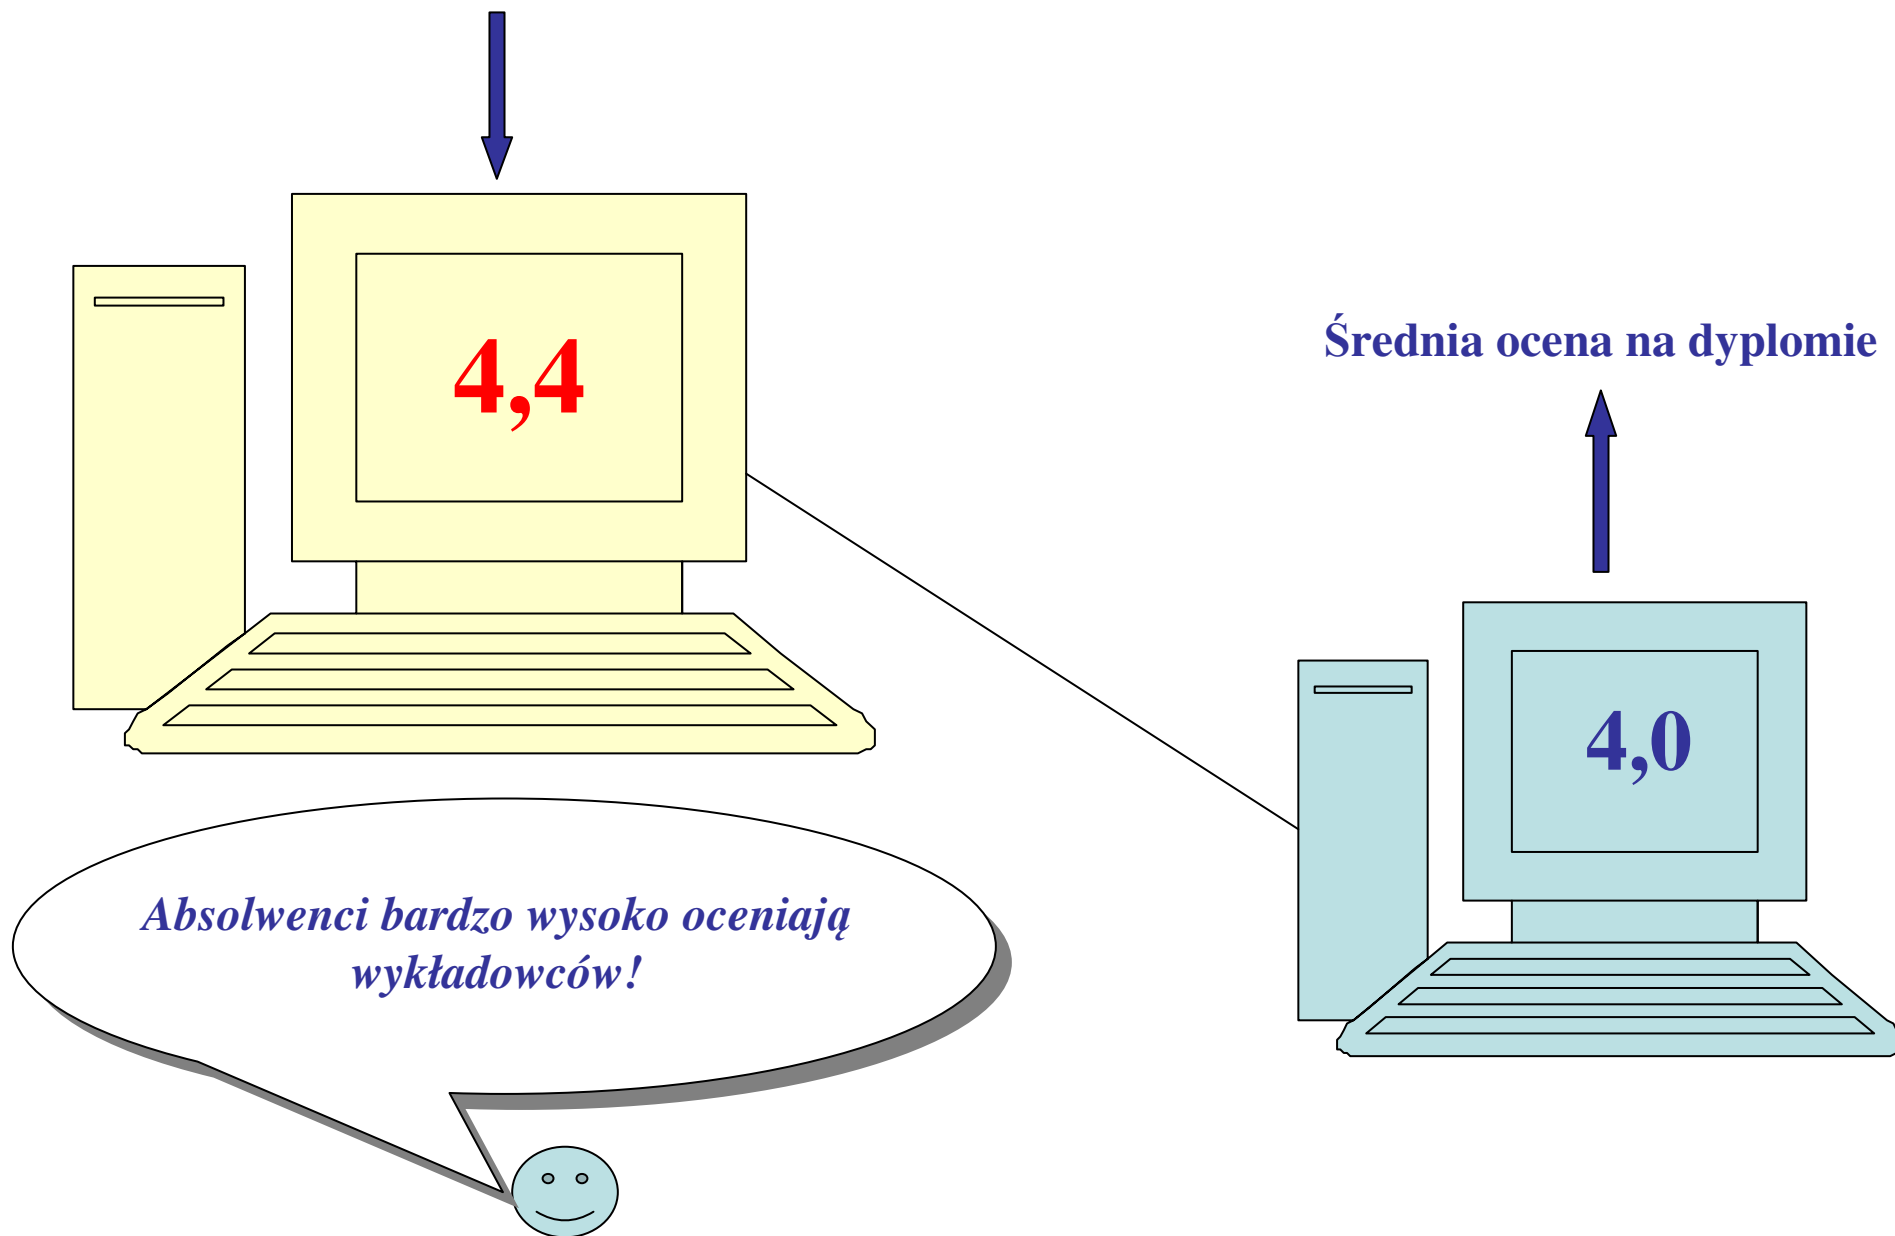 4,4
Średnia ocena na dyplomie
4,0
Absolwenci bardzo wysoko oceniają
wykładowców!